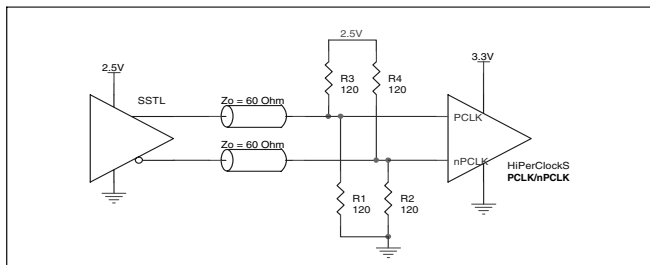 2.5V
2.5V
SSTL
Zo = 60 Ohm
R3
120
R4
120
3.3V
PCLK
Zo = 60 Ohm
nPCLK
HiPerClockS
PCLK/nPCLK
R1
120
R2
120